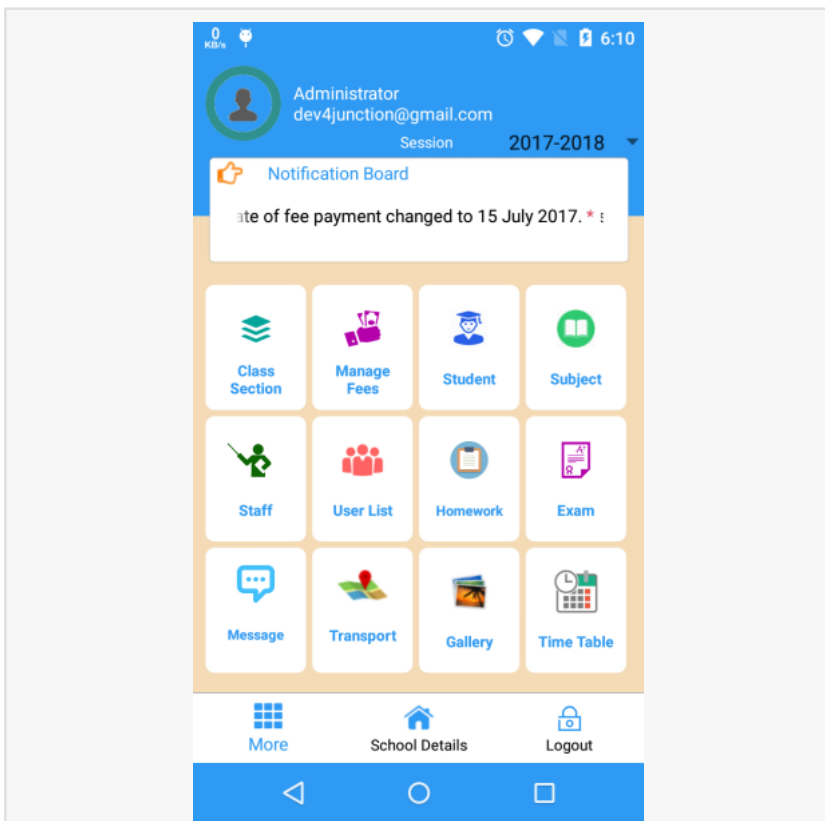 0
KB/s
6:10
Administrator
dev4junction@gmail.com
Session 2017-2018
Notification Board
of fee payment changed to 15 July 2017. *
Class Section
Manage Fees
Student
Subject
Staff
User List
Homework
A+
Exam
Message
Transport
Gallery
Time Table
More
School Details
Logout